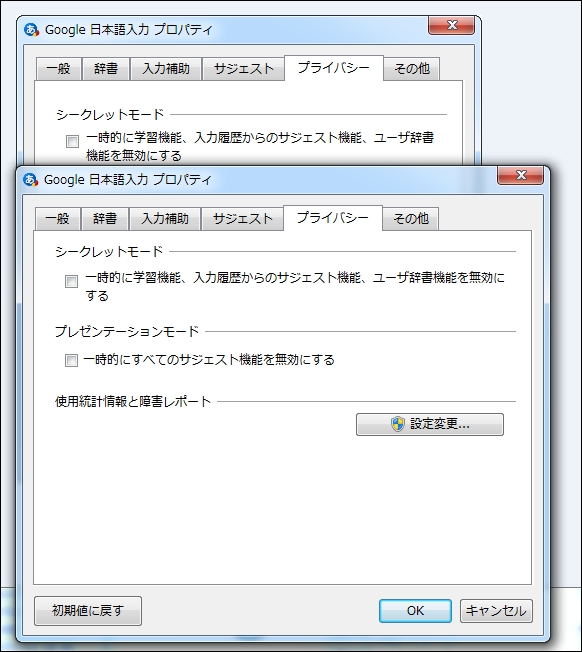 Google 日本語入力 プロパティ
一般 辞書 入力補助 サジェスト プライバシー その他
シークレットモード
一時的に学習機能、入力履歴からのサジェスト機能、ユーザ辞書
機能を無効にする
Google 日本語入力 プロパティ
一般 辞書 入力補助 サジェスト プライバシー その他
シークレットモード
一時的に学習機能、入力履歴からのサジェスト機能、ユーザ辞書機能を無効に
する
プレゼンテーションモード
一時的にすべてのサジェスト機能を無効にする
使用統計情報と障害レポート
設定変更...
初期値に戻す OK キャンセル